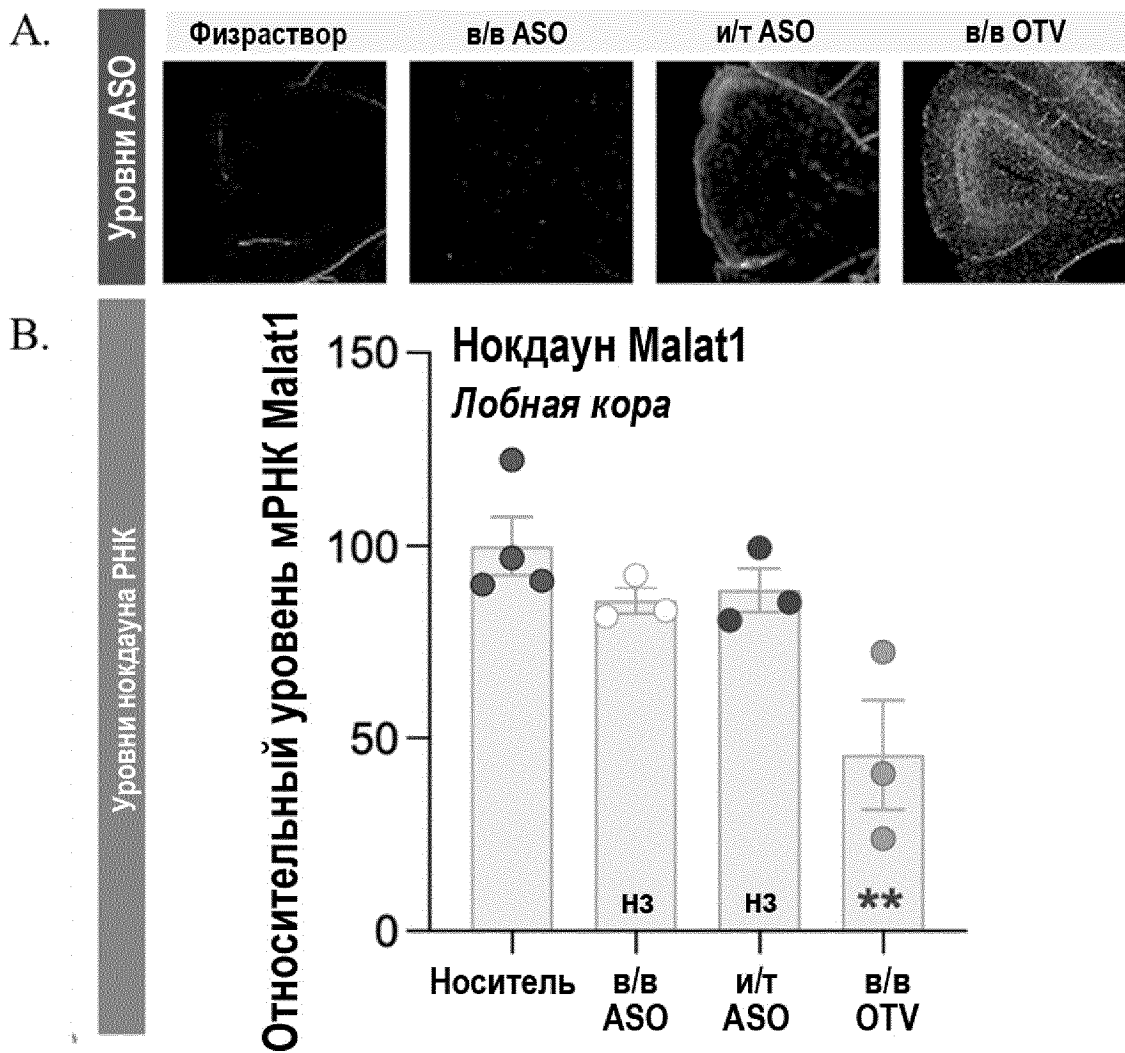 A.
Уровни ASO
Физраствор
в/в ASO
и/т ASO
в/в OTV
B.
Уровни нокдауна РНК
Относительный уровень мРНК Malat1
Нокдаун Malat1
Лобная кора
150
100
50
0
нз
нз
**
Носитель
в/в
ASO
и/т
ASO
в/в
OTV